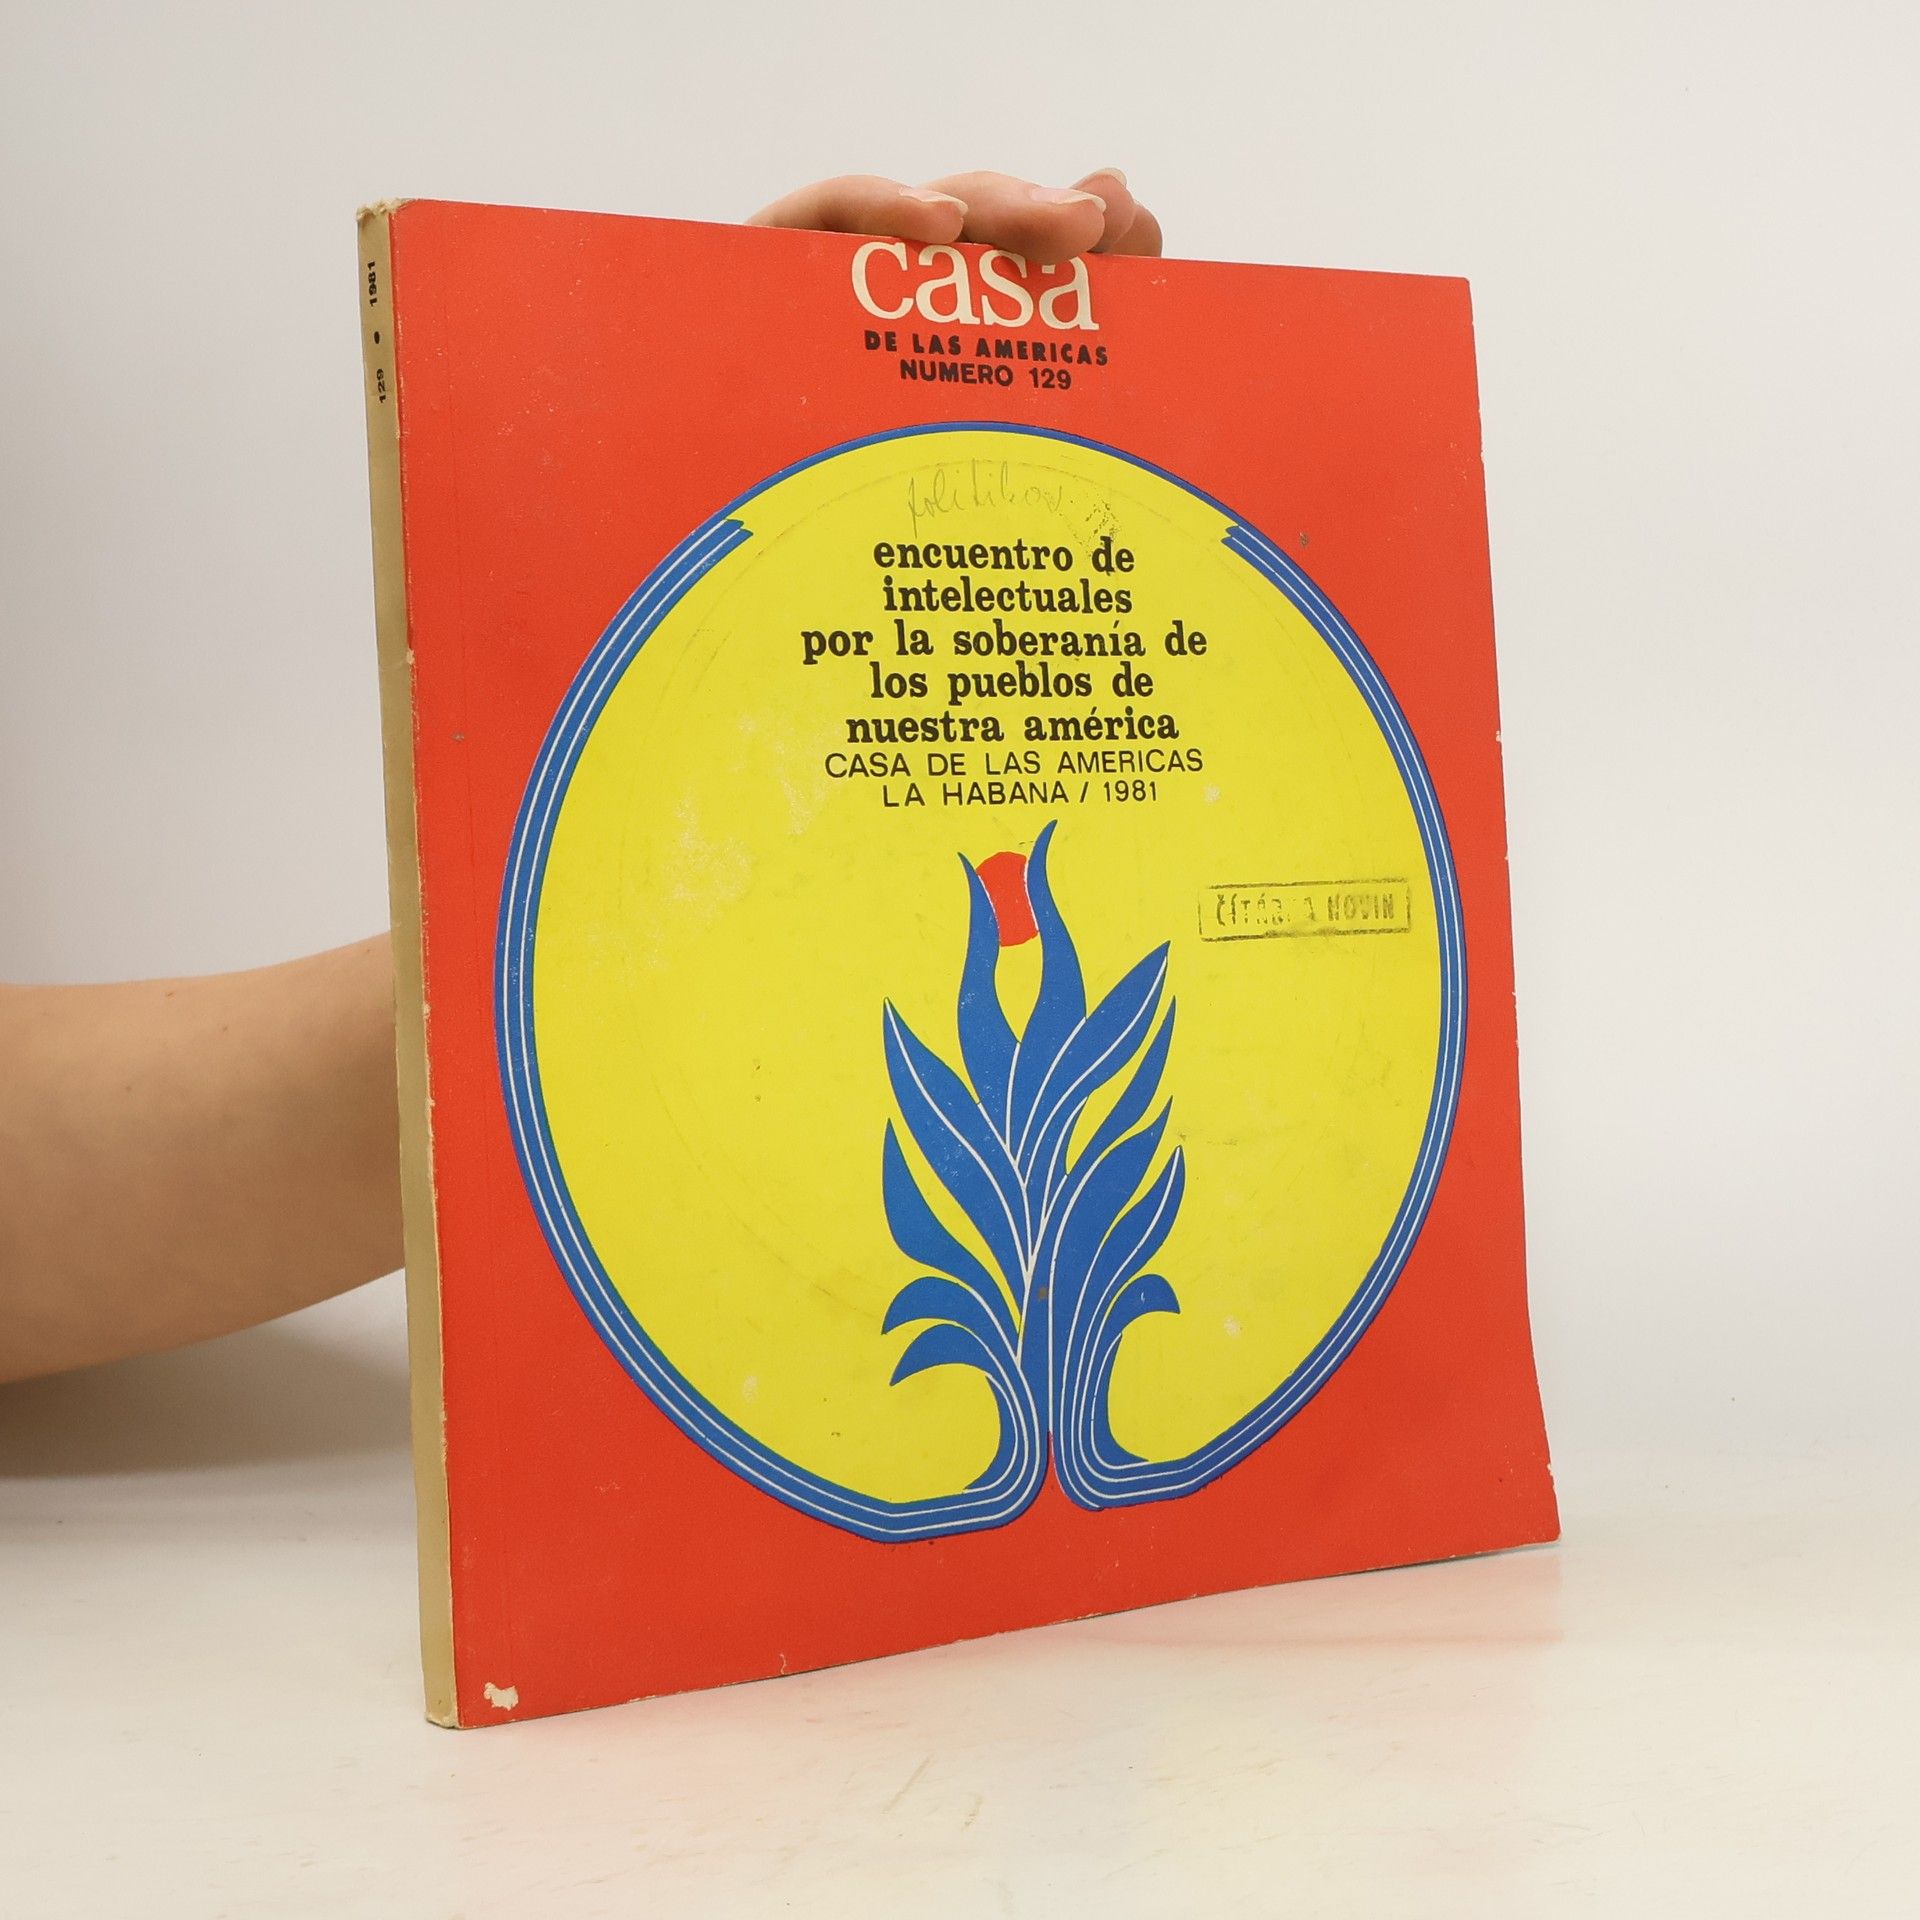 129 • 1981
casa
DE LAS AMERICAS
NUMERO 129
encuentro de
intelectuales
por la soberanía de
los pueblos de
nuestra américa
CASA DE LAS AMERICAS
LA HABANA / 1981
NOVIN